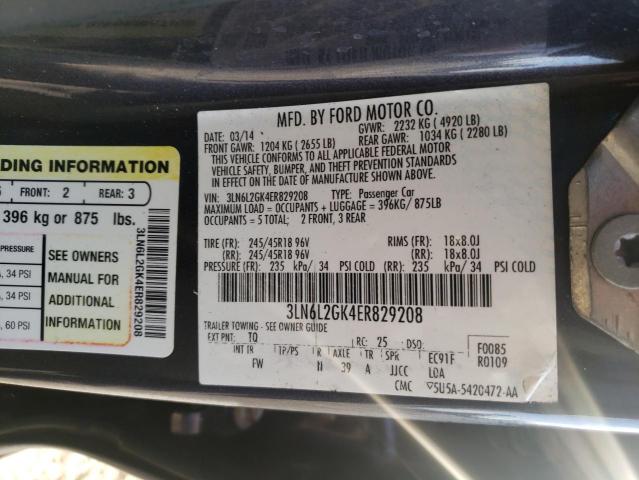 MFD. BY FORD MOTOR CO.
DATE: 03/14 GVWR: 2232 KG ( 4920 LB)
FRONT GAWR: 1204 KG ( 2655 LB) REAR GAWR: 1034 KG ( 2280 LB)
THIS VEHICLE CONFORMS TO ALL APPLICABLE FEDERAL MOTOR
VEHICLE SAFETY, BUMPER, AND THEFT PREVENTION STANDARDS
IN EFFECT ON THE DATE OF MANUFACTURE SHOWN ABOVE.
VIN: 3LN6L2GK4ER829208 TYPE: Passenger Car
MAXIMUM LOAD = OCCUPANTS + LUGGAGE = 396KG/ 875LB
OCCUPANTS = 5 TOTAL; 2 FRONT, 3 REAR
TIRE (FR): 245/45R18 96V RIMS (FR): 18x8.0J
(RR): 245/45R18 96V (RR): 18x8.0J
PRESSURE (FR): 235 kPa/ 34 PSI COLD (RR): 235 kPa/ 34 PSI COLD
3LN6L2GK4ER829208
TRAILER TOWING - SEE OWNER GUIDE
EXT PNT: TQ RC: 25 DSO: F0085
INT TR TP/PS R AXLE TR SPR EC91F R0109
FW N 39 A JJCC LOA
CMC 5U5A-5420472-AA
DING INFORMATION
FRONT: 2 REAR: 3
396 kg or 875 lbs.
PRESSURE SEE OWNERS
, 34 PSI MANUAL FOR
, 34 PSI ADDITIONAL
, 60 PSI INFORMATION
3LN6L2GK4ER829208